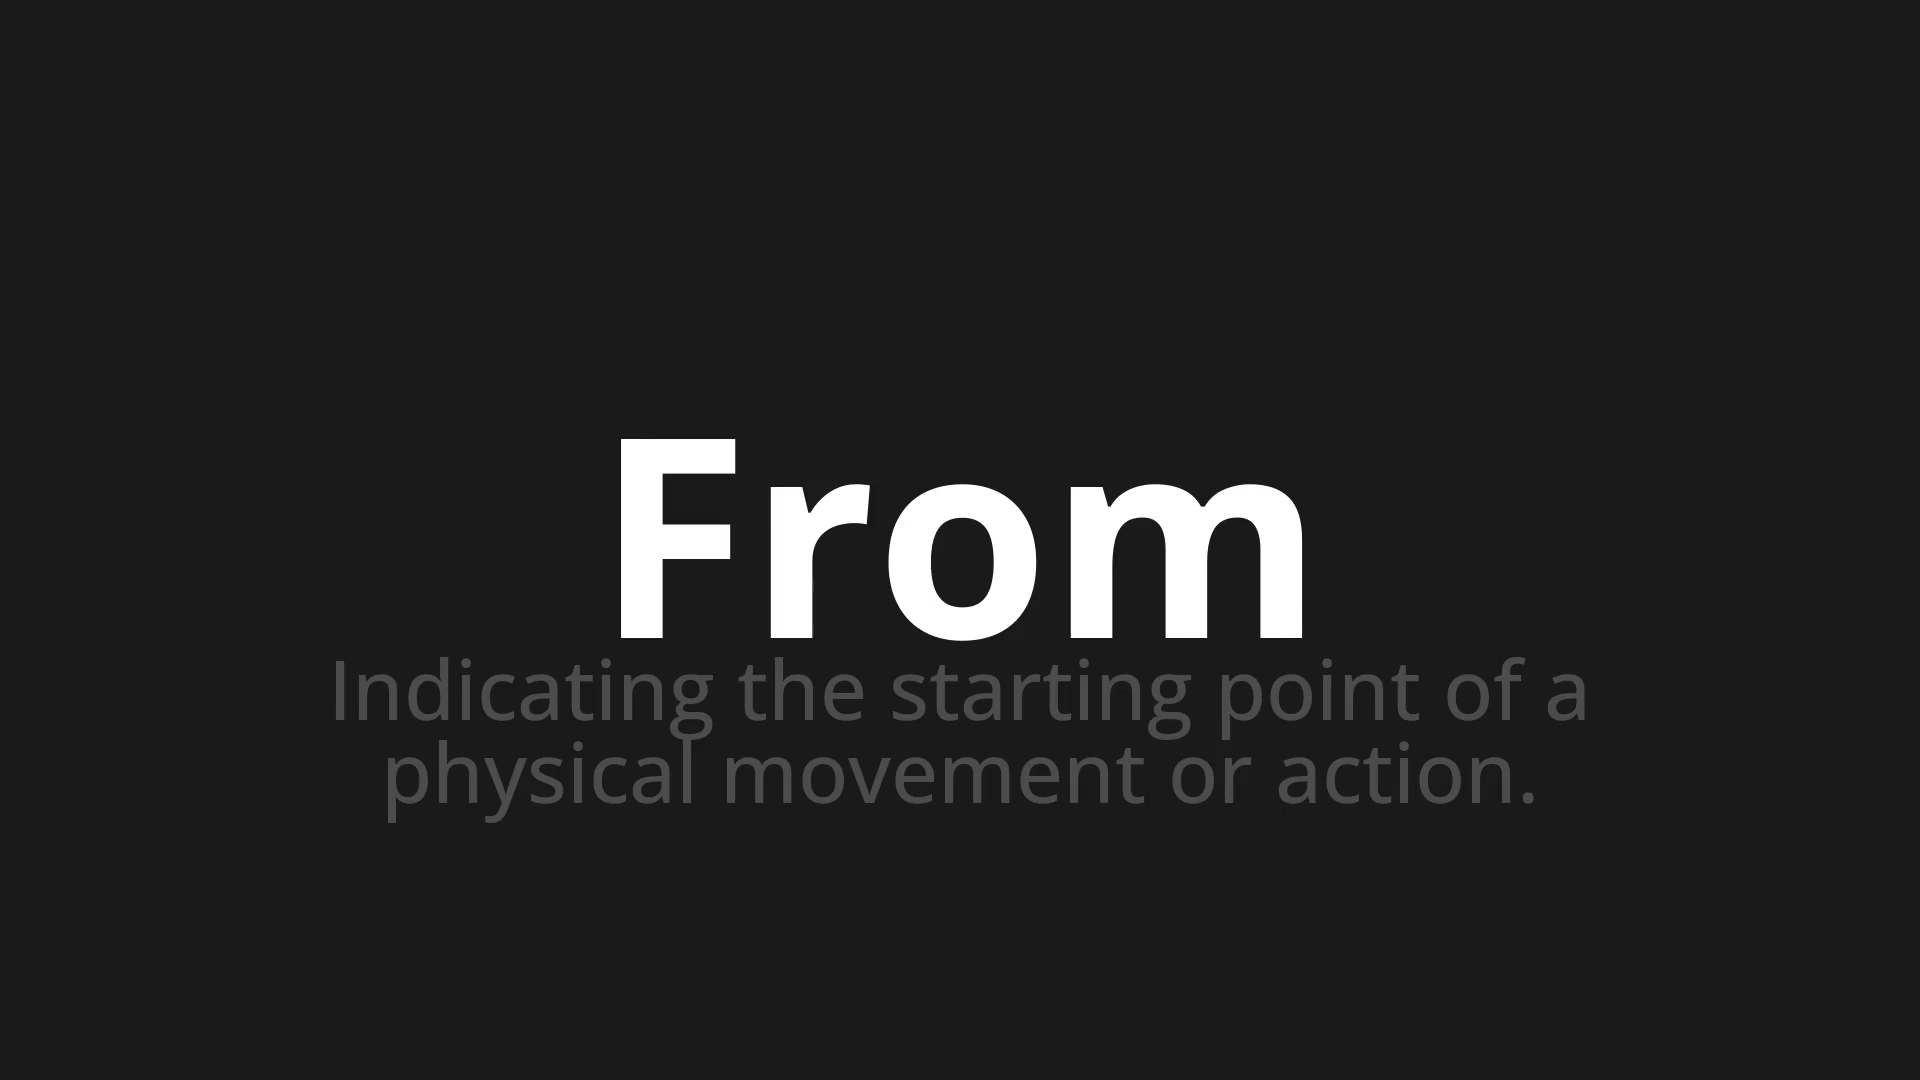 From
Indicating the starting point of a
physical movement or action.